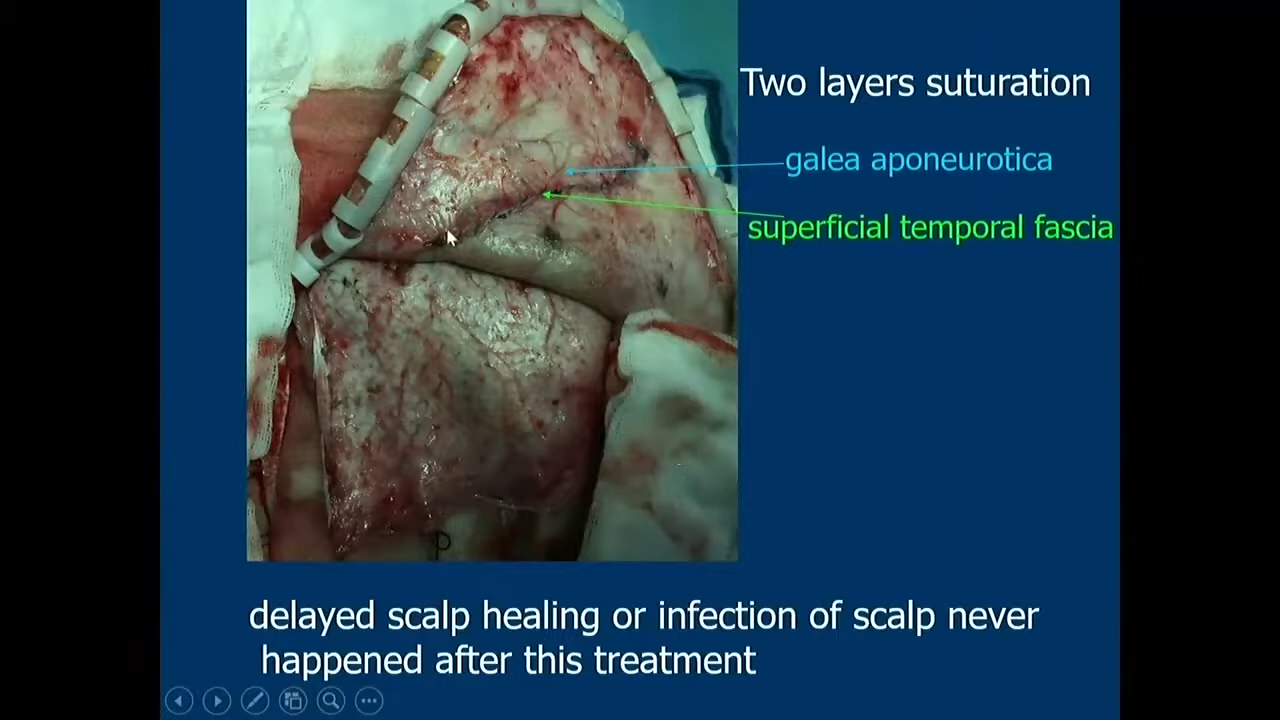 Two layers suturation
galea aponeurotica
superficial temporal fascia
p
delayed scalp healing or infection of scalp never
happened after this treatment